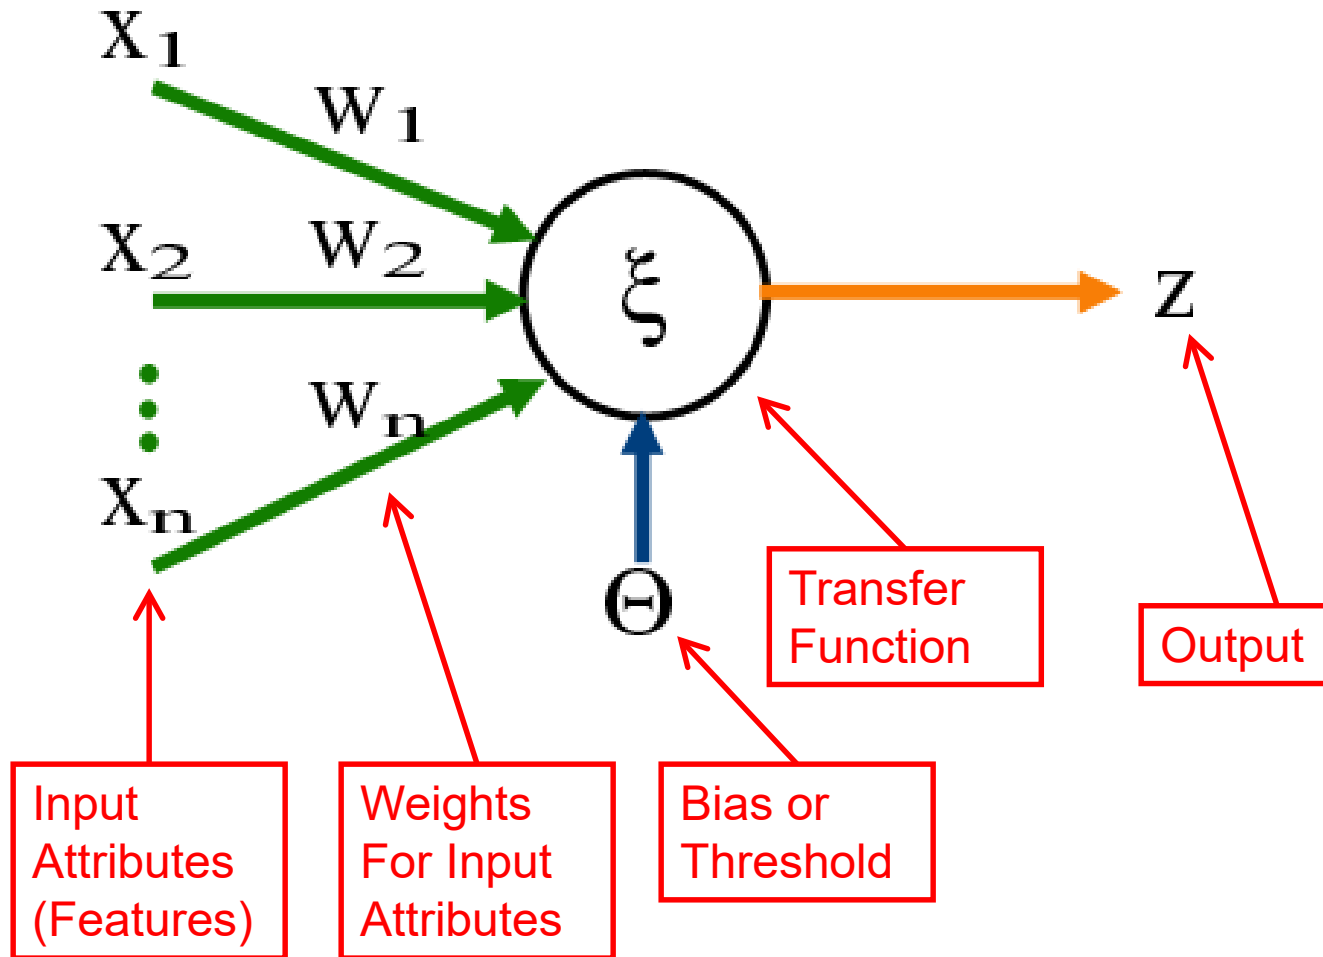 X1
W1
X2
W2
ξ
Z
Wn
Xn
Θ
Transfer
Function
Output
Input
Attributes
(Features)
Weights
For Input
Attributes
Bias or
Threshold